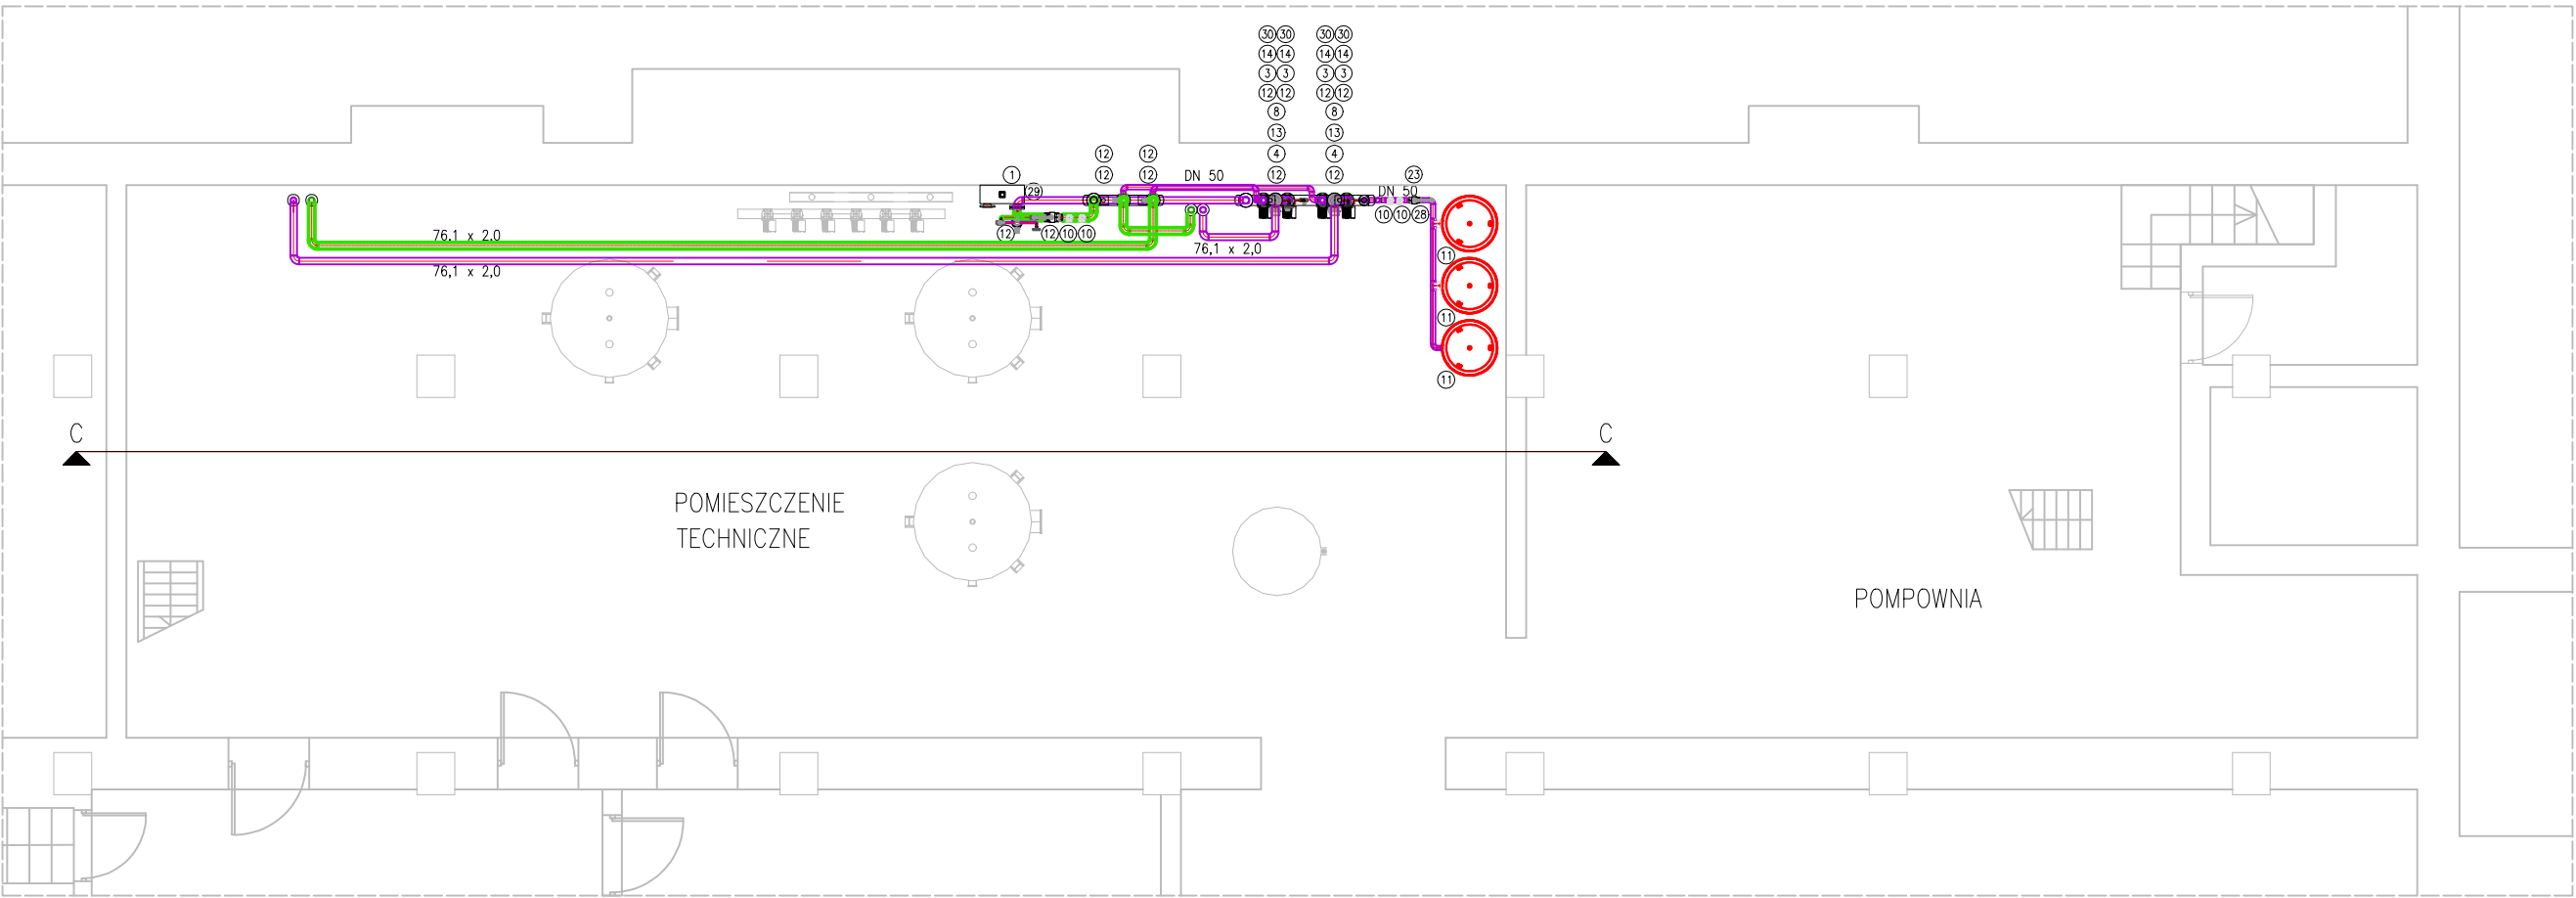 30 30 30 30
14 14 14 14
3 3 3 3
12 12 12 12
8 8
13 13
12 12 4 4
1 12 12 DN 50 12 12 23
29 DN 50
10 10 28
12 12 10 10
76,1 x 2,0
76,1 x 2,0
11
76,1 x 2,0
11
11
C C
POMIESZCZENIE
TECHNICZNE
POMPOWNIA